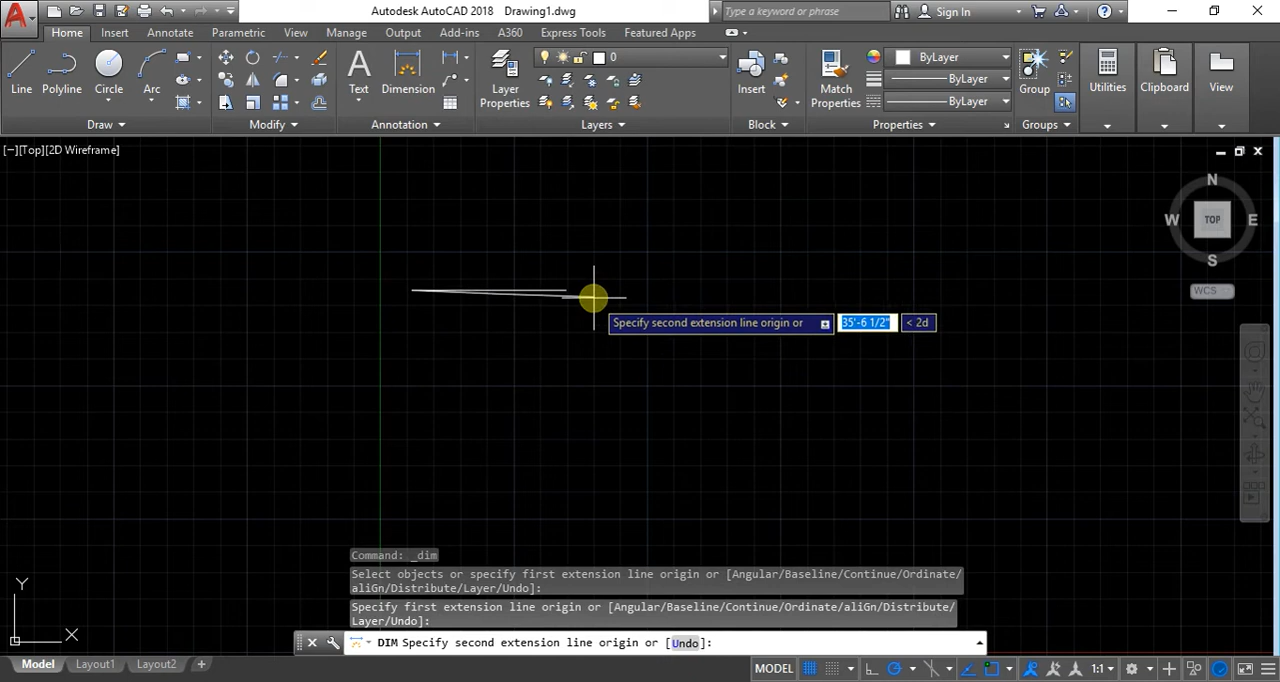 Autodesk AutoCAD 2018 Drawing1.dwg
Type a keyword or phrase
Sign In
Home Insert Annotate Parametric View Manage Output Add-ins A360 Express Tools Featured Apps
Line Polyline Circle Arc
Draw
Modify
Text Dimension
Annotation
Layer
Properties
0
Layers
Insert
Block
Match
Properties
ByLayer
ByLayer
ByLayer
Properties
Group
Groups
Utilities
Clipboard
View
[−][Top][2D Wireframe]
N
W TOP E
S
WCS
Specify second extension line origin or 35'-6 1/2" < 2d
Command: _dim
Select objects or specify first extension line origin or [Angular/Baseline/Continue/Ordinate/
aliGn/Distribute/Layer/Undo]:
Specify first extension line origin or [Angular/Baseline/Continue/Ordinate/aliGn/Distribute/
Layer/Undo]:
DIM Specify second extension line origin or [Undo]:
Y
X
Model Layout1 Layout2 +
MODEL 1:1